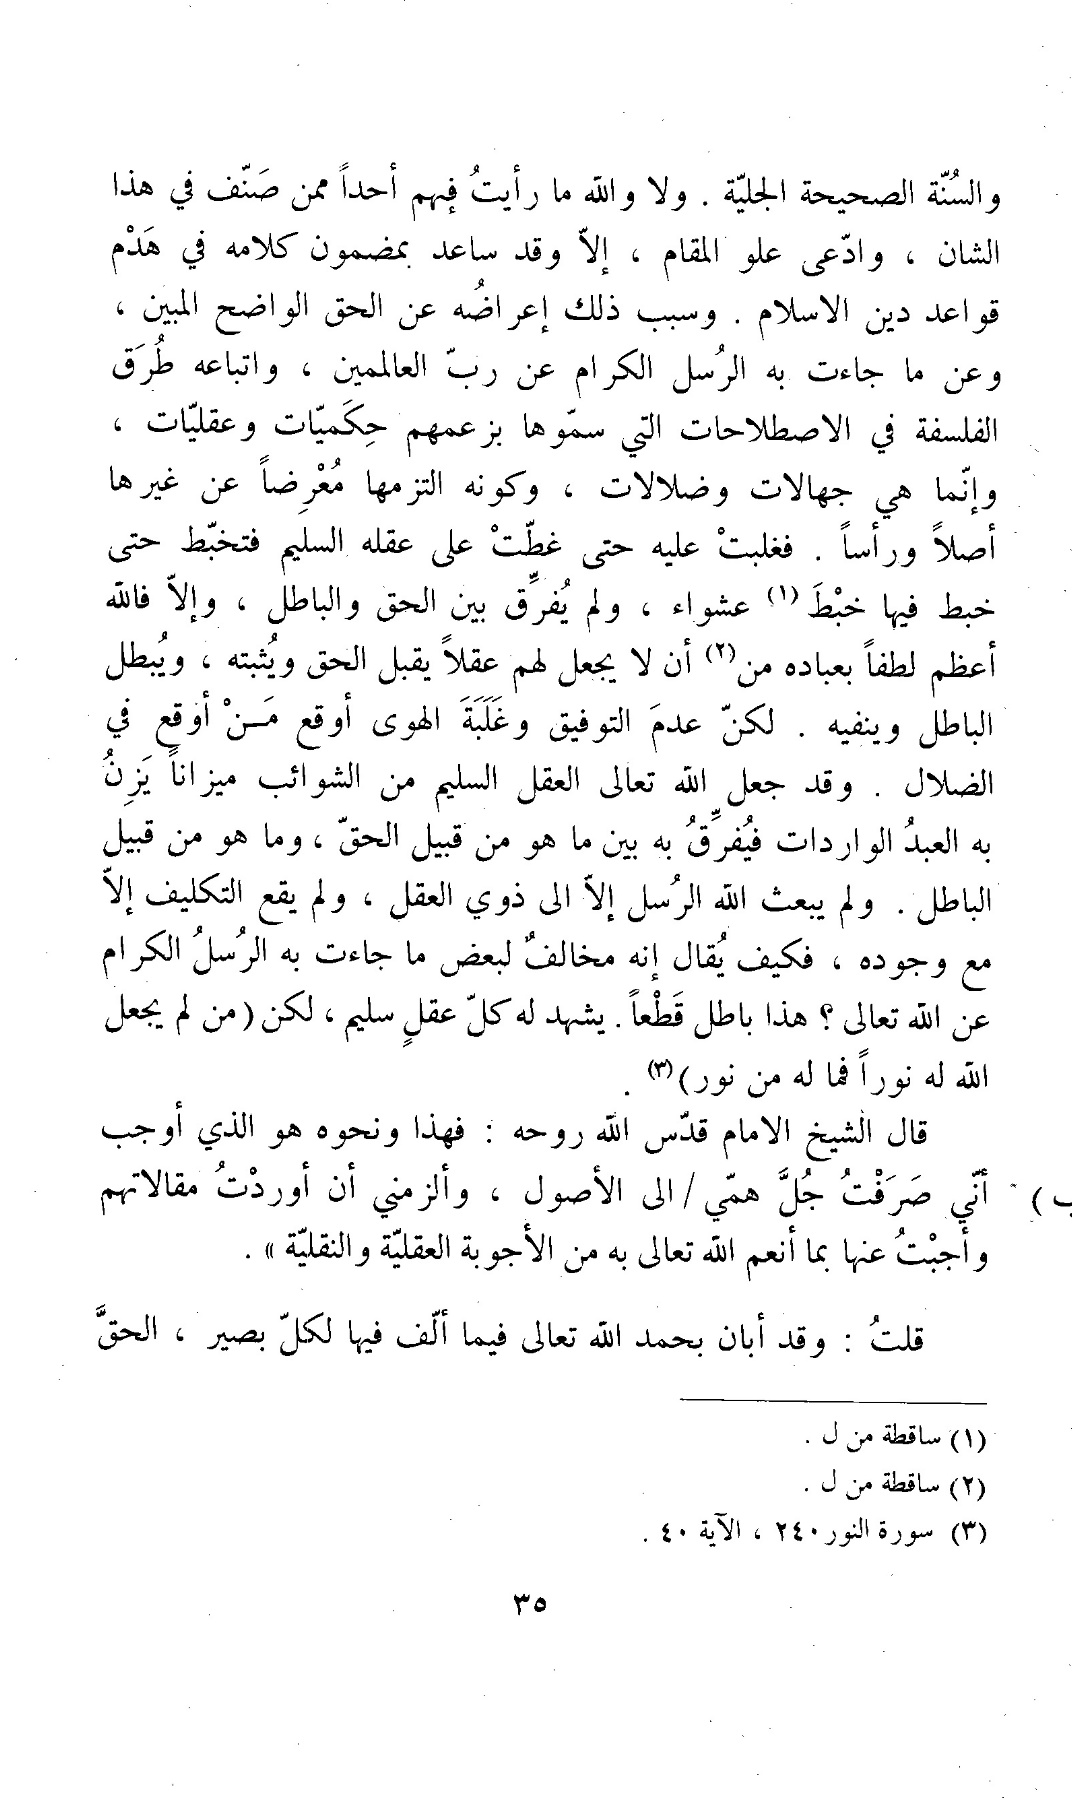 والسُنّة الصحيحة الجليّة . ولا والله ما رأيتُ فيهم أحداً ممن صَنّف في هذا
الشان ، وادّعى علو المقام ، إلاّ وقد ساعد بمضمون كلامه في هَدْم
قواعد دين الاسلام . وسبب ذلك إعراضُه عن الحق الواضح المبين ،
وعن ما جاءت به الرُسل الكرام عن ربّ العالمين ، واتباعه طُرَق
الفلسفة في الاصطلاحات التي سمّوها بزعمهم حِكَميّات وعقليّات ،
وإنّما هي جهالات وضلالات ، وكونه التزمها مُعْرِضاً عن غيرها
أصلاً ورأساً . فغلبتْ عليه حتى غطّتْ على عقله السليم فتخبّط حتى
خبط فيها خبْطَ (١) عشواء ، ولم يُفرِّق بين الحق والباطل ، وإلاّ فالله
أعظم لطفاً بعباده من (٢) أن لا يجعل لهم عقلاً يقبل الحق ويُثبته ، ويُبطل
الباطل وينفيه . لكنّ عدمَ التوفيق وغَلَبَةَ الهوى أوقع مَـنْ أوقع في
الضلال . وقد جعل الله تعالى العقل السليم من الشوائب ميزاناً يَزِنُ
به العبدُ الواردات فيُفرِّقُ به بين ما هو من قبيل الحقّ ، وما هو من قبيل
الباطل . ولم يبعث الله الرُسل إلاّ الى ذوي العقل ، ولم يقع التكليف إلاّ
مع وجوده ، فكيف يُقال إنه مخالفٌ لبعض ما جاءت به الرُسلُ الكرام
عن الله تعالى ؟ هذا باطل قَطْعاً . يشهد له كلّ عقلٍ سليم ، لكن (من لم يجعل
الله له نوراً فما له من نور) (٣) .
قال الشيخ الامام قدّس الله روحه : فهذا ونحوه هو الذي أوجب
ب) أنّي صَرَفْتُ جُلَّ همّي / الى الأصول ، وألزمني أن أوردْتُ مقالاتهم
وأجبْتُ عنها بما أنعم الله تعالى به من الأجوبة العقليّة والنقليّة » .
قلتُ : وقد أبان بحمد الله تعالى فيما ألّف فيها لكلّ بصير ، الحقَّ
(١) ساقطة من ل .
(٢) ساقطة من ل .
(٣) سورة النور ٢٤٠ ، الآية ٤٠ .
٣٥